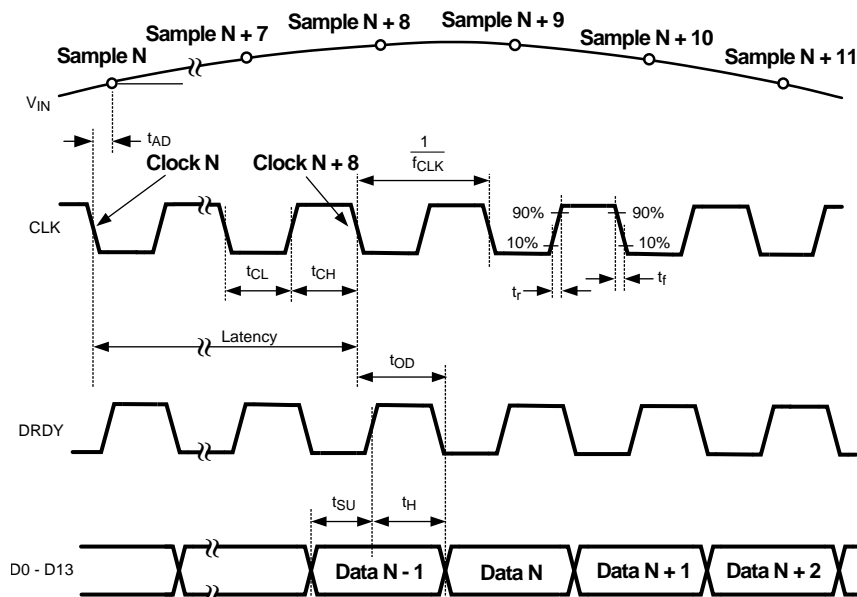 Sample N
Sample N + 7
Sample N + 8
Sample N + 9
Sample N + 10
Sample N + 11
VIN
tAD
Clock N
Clock N + 8
1
fCLK
CLK
90%
10%
90%
10%
tCL
tCH
tr
tf
Latency
tOD
DRDY
tSU
tH
D0 - D13
Data N - 1
Data N
Data N + 1
Data N + 2